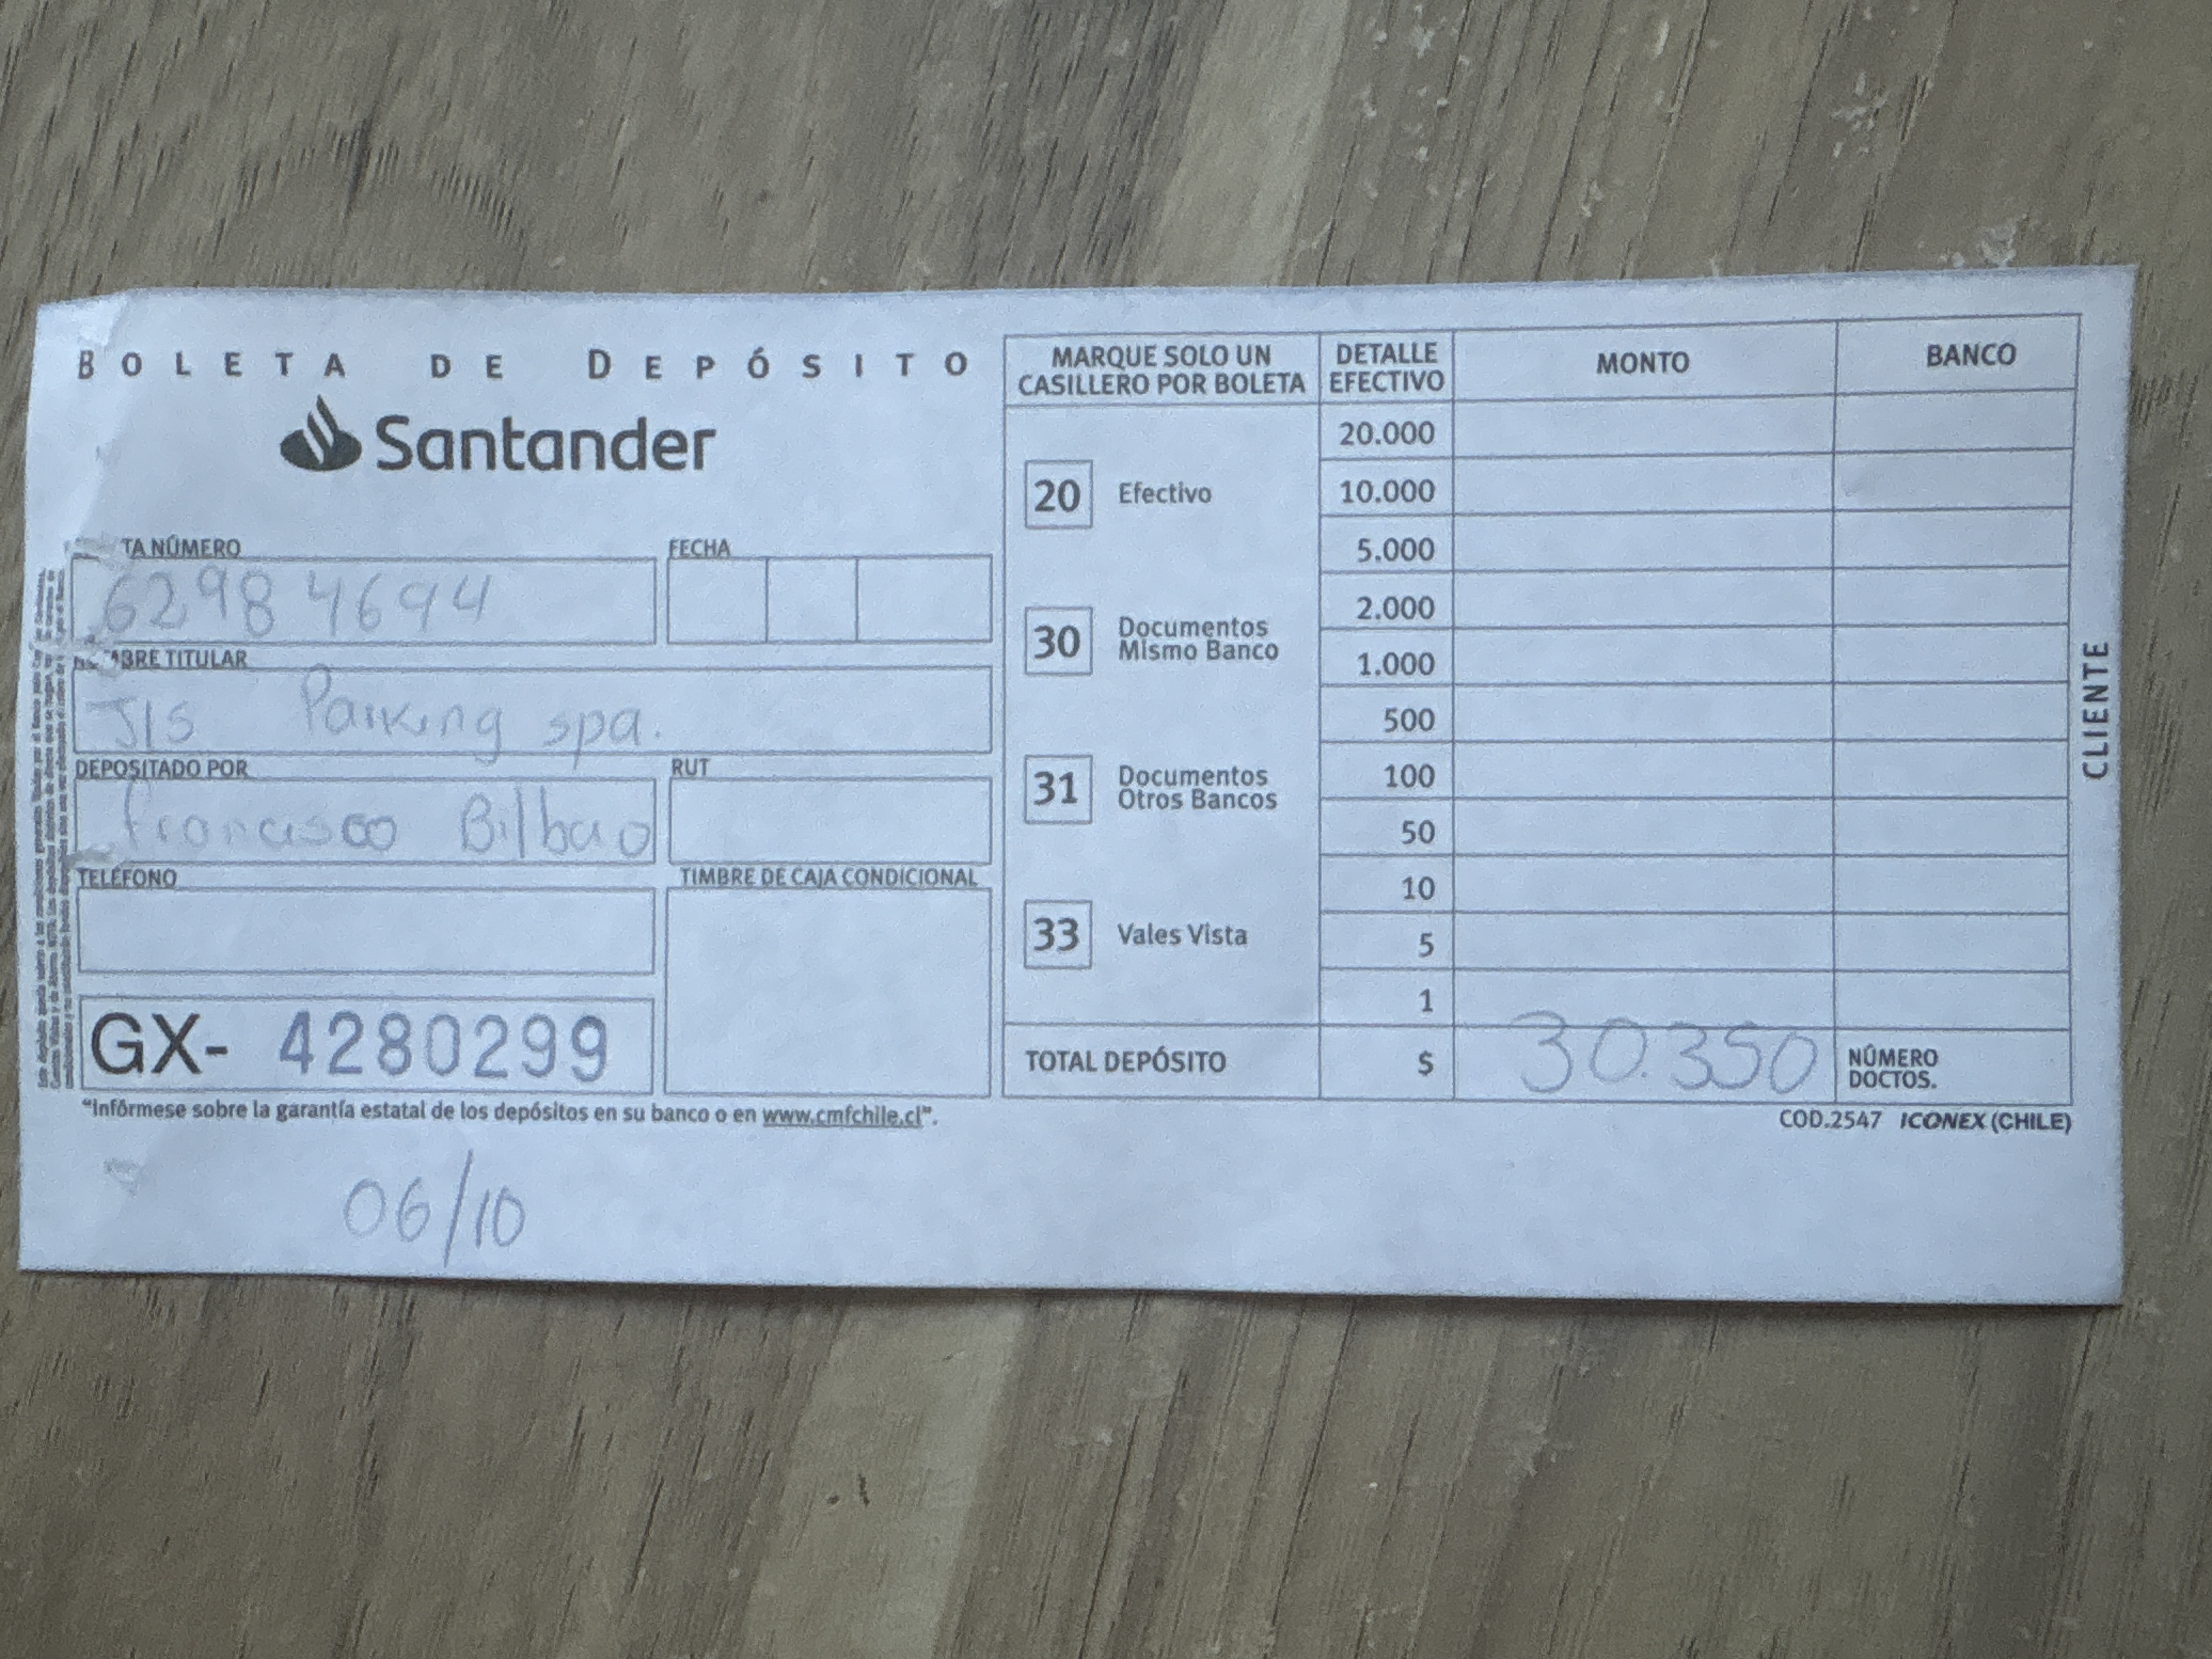 BOLETA DE DEPÓSITO
Santander
TA NÚMERO
62984694
FECHA
BRE TITULAR
JIS Parking spa.
DEPOSITADO POR
francisco Bilbao
RUT
TELÉFONO
TIMBRE DE CAJA CONDICIONAL
GX- 4280299
"Infórmese sobre la garantía estatal de los depósitos en su banco o en www.cmfchile.cl".
06/10
MARQUE SOLO UN
CASILLERO POR BOLETA
20 Efectivo
30 Documentos
Mismo Banco
31 Documentos
Otros Bancos
33 Vales Vista
DETALLE
EFECTIVO
MONTO
BANCO
20.000
10.000
5.000
2.000
1.000
500
100
50
10
5
1
TOTAL DEPÓSITO $ 30.350
NÚMERO
DOCTOS.
COD.2547 ICONEX (CHILE)
CLIENTE